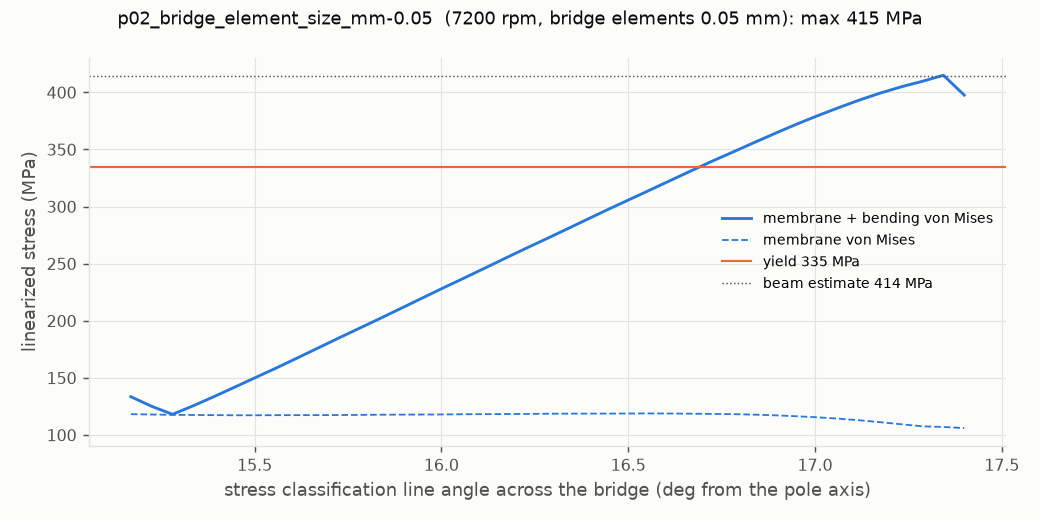 p02_bridge_element_size_mm-0.05  (7200 rpm, bridge elements 0.05 mm): max 415 MPa
linearized stress (MPa)
400
350
300
250
200
150
100
membrane + bending von Mises
membrane von Mises
yield 335 MPa
beam estimate 414 MPa
15.5
16.0
16.5
17.0
17.5
stress classification line angle across the bridge (deg from the pole axis)